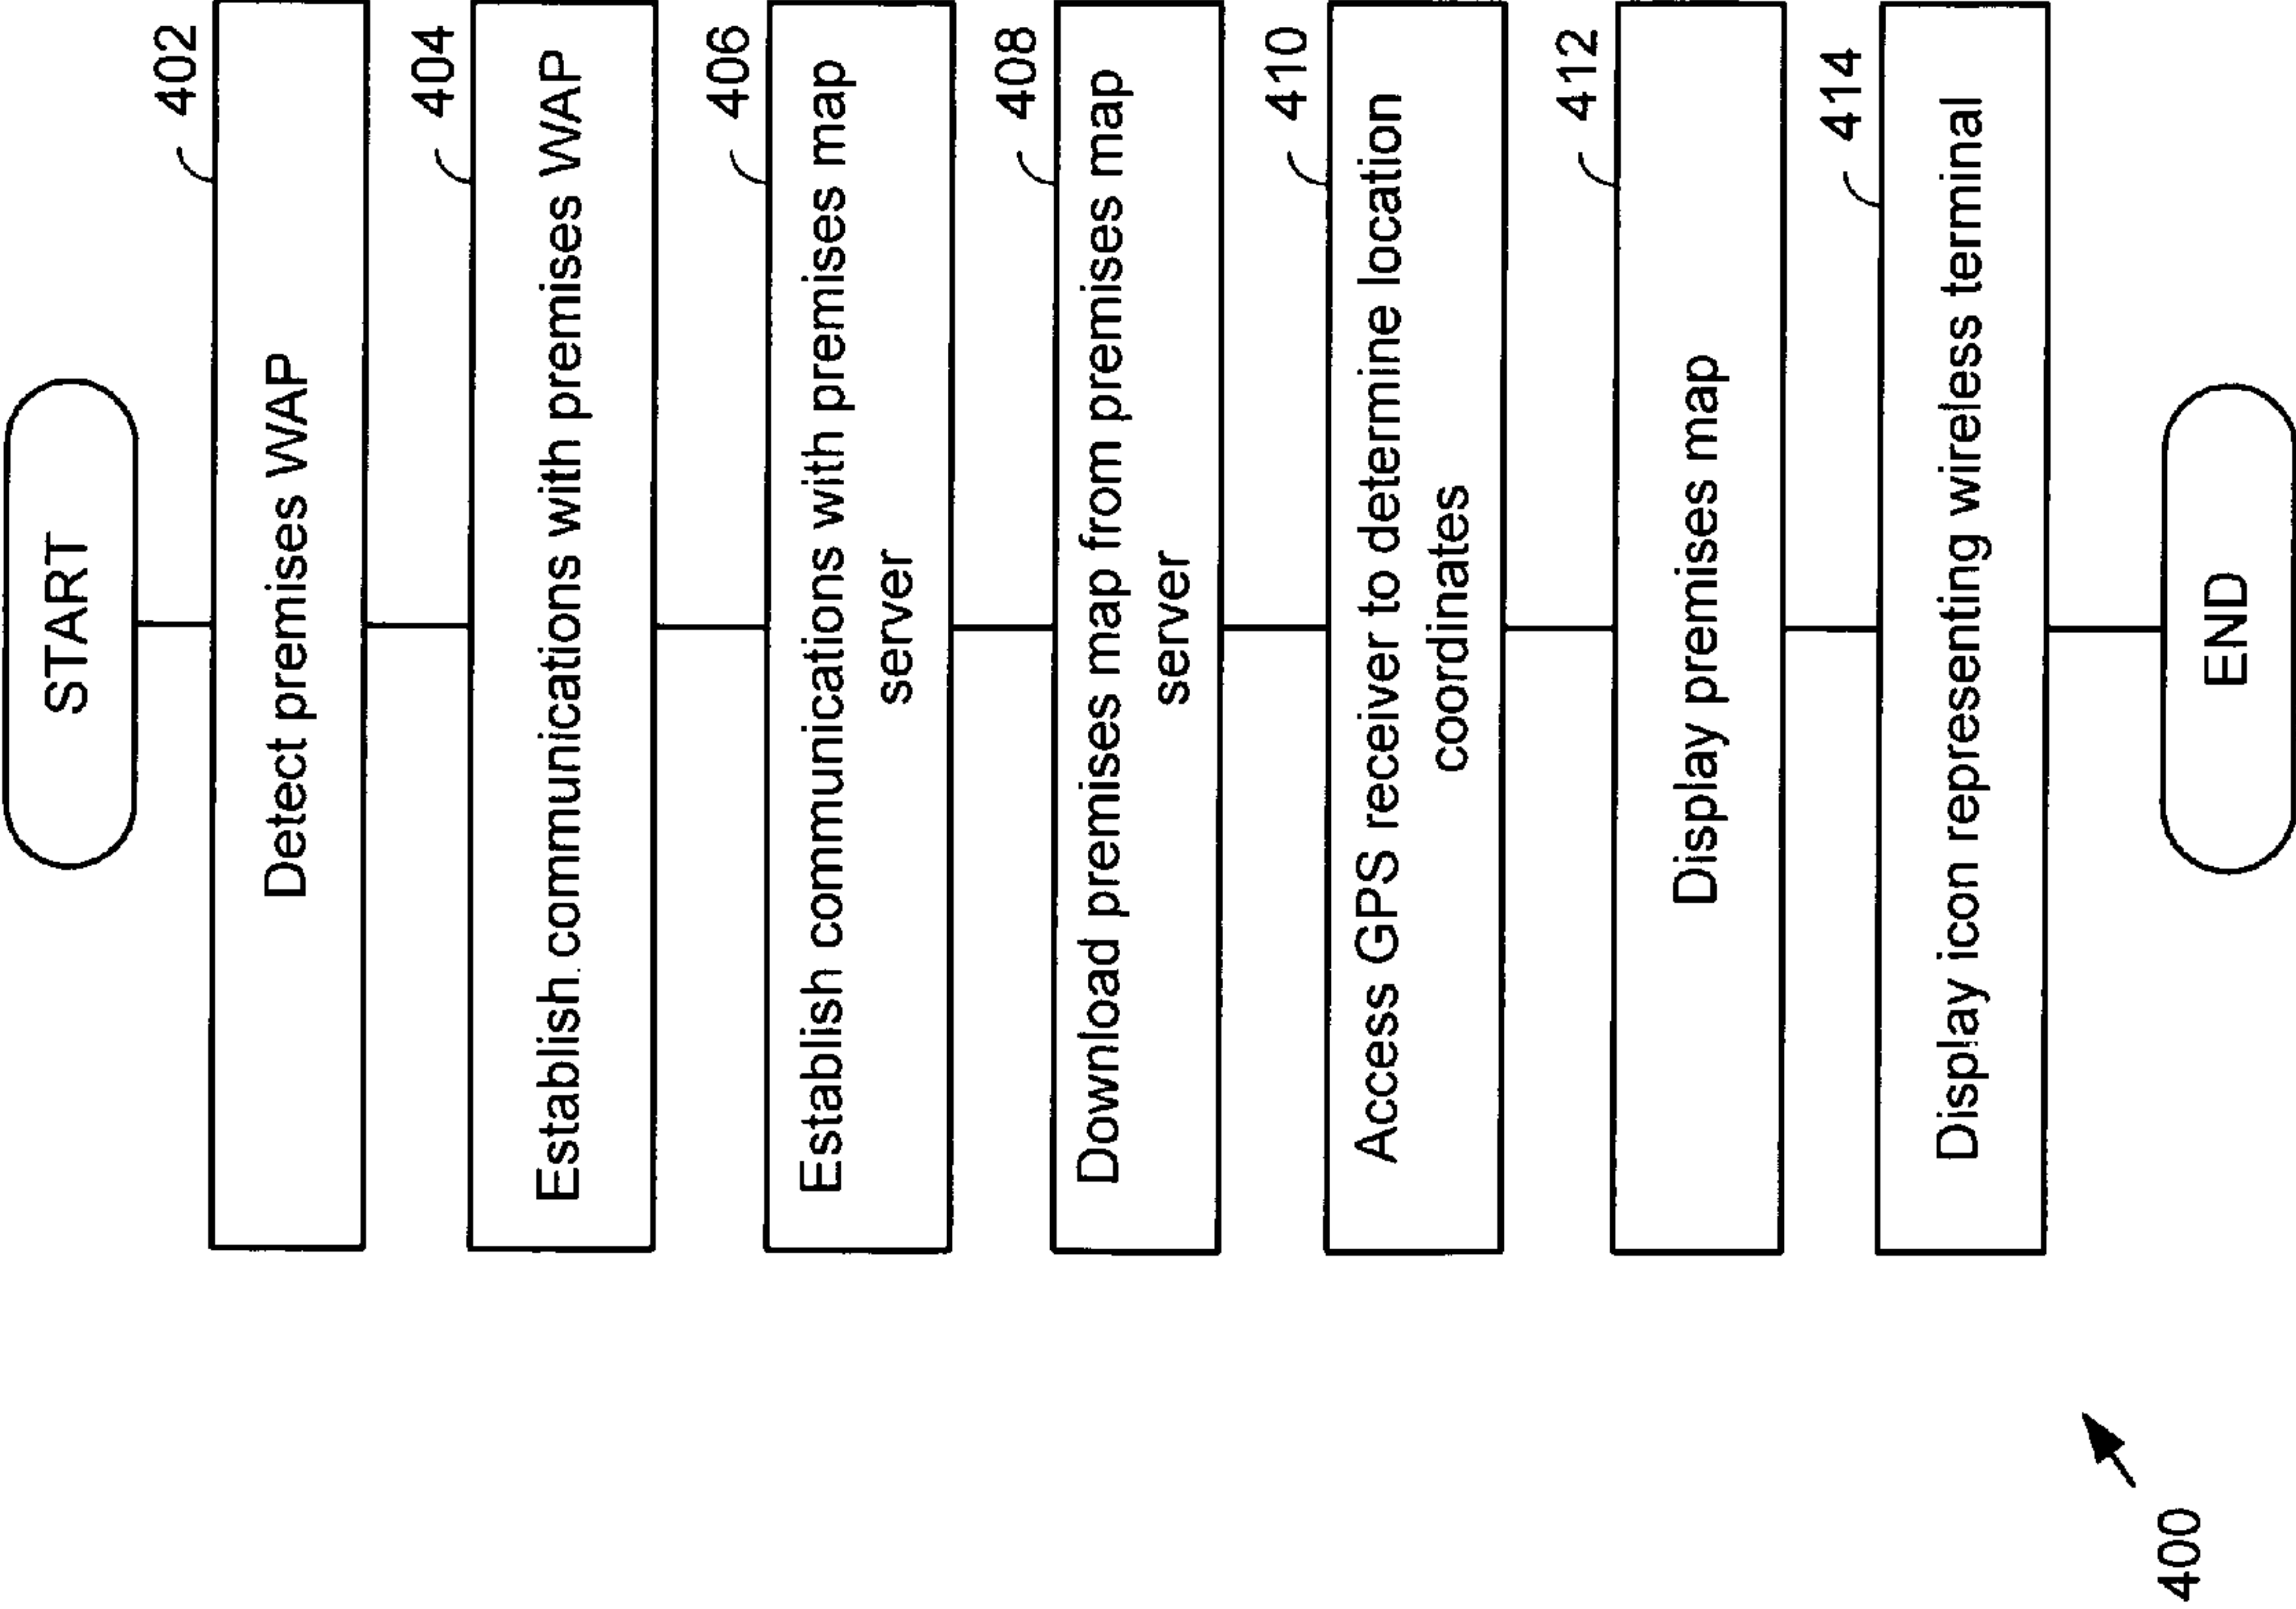 START
402
Detect premises WAP
404
Establish communications with premises WAP
406
Establish communications with premises map
server
408
Download premises map from premises map
server
410
Access GPS receiver to determine location
coordinates
412
Display premises map
414
Display icon representing wireless terminal
END
400